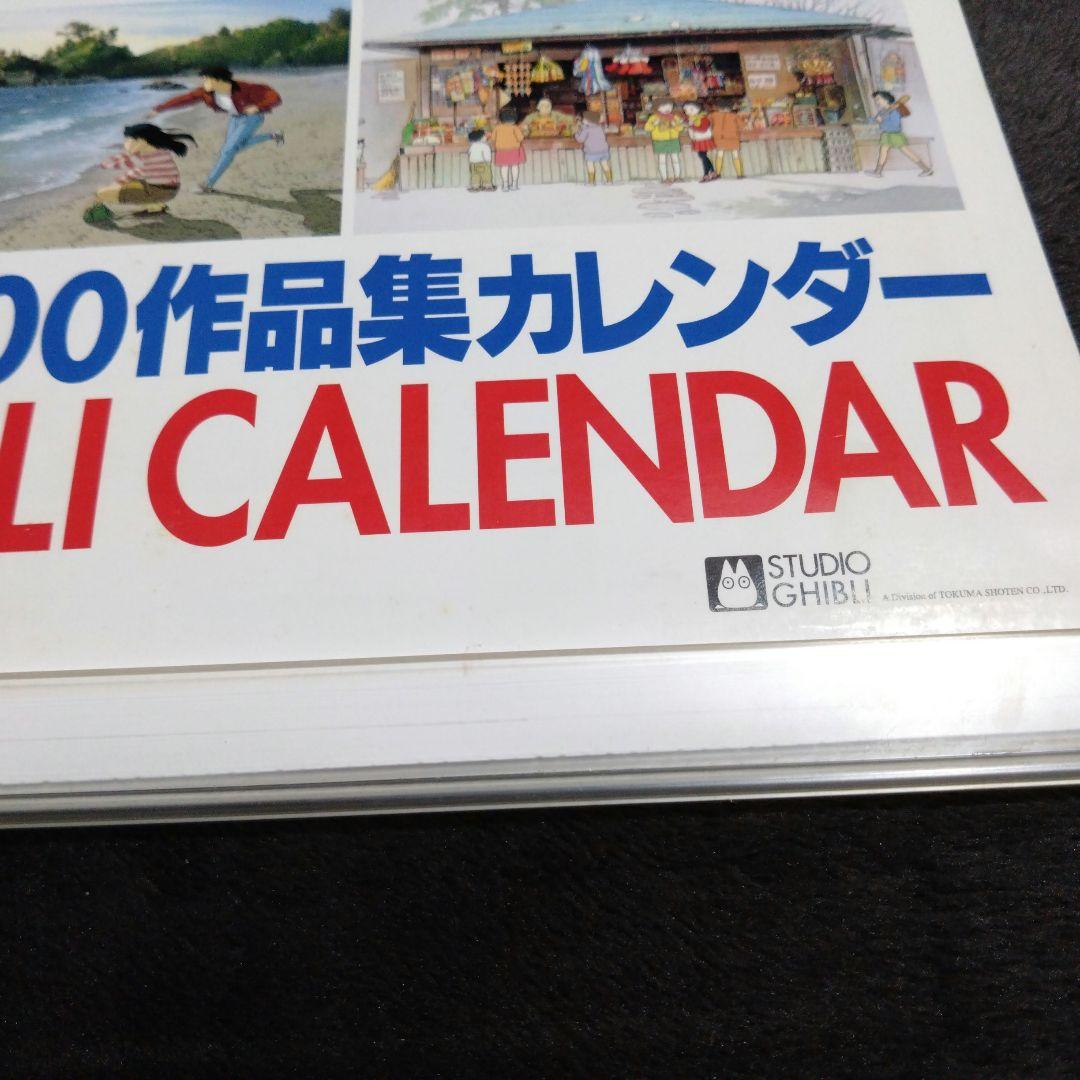 00作品集カレンダー
LI CALENDAR
STUDIO
GHIBLI
A Division of TOKUMA SHOTEN CO.,LTD.